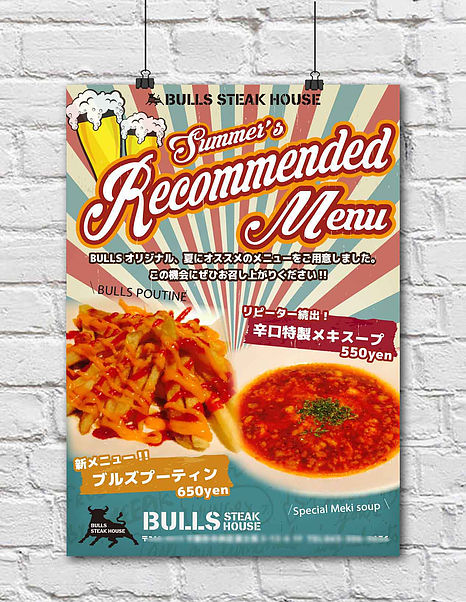 BULLS STEAK HOUSE
Summer's
Recommended
Menu
BULLS オリジナル、夏にオススメのメニューをご用意しました。
この機会にぜひお召し上がりください!!
BULLS POUTINE
リピーター続出!
辛口特製メキスープ
550yen
新メニュー!!
ブルズプーティン
650yen
Special Meki soup
BULLS
STEAK HOUSE
BULLS STEAK
HOUSE